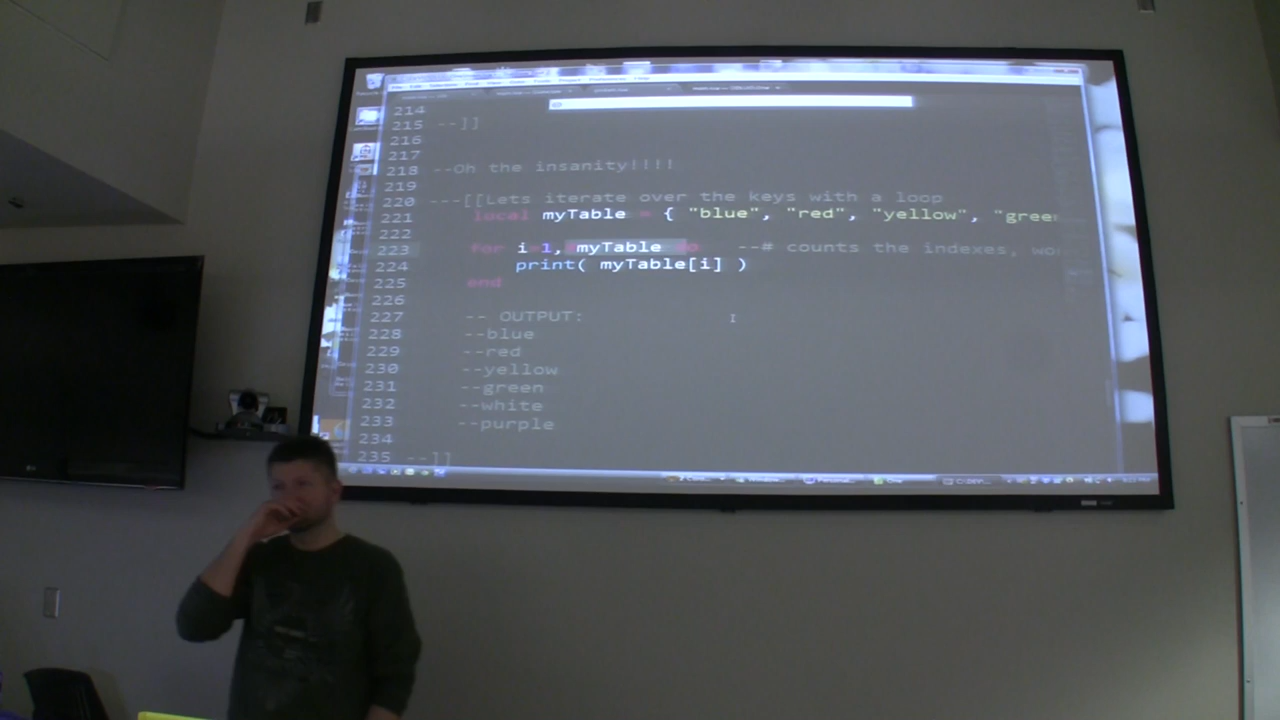 214
215 --]]
216
217
218 --Oh the insanity!!!!
219
220 ---[[Lets iterate over the keys with a loop
221 local myTable = { "blue", "red", "yellow", "gree
223 for i=1, myTable do --# counts the indexes, wo
224 print( myTable[i] )
225 end
226
227 -- OUTPUT:
228 --blue
229 --red
230 --yellow
231 --green
232 --white
233 --purple
234
235 --]]